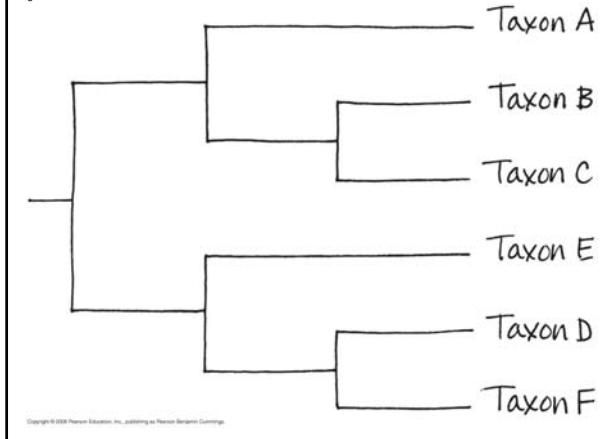 Taxon A
Taxon B
Taxon C
Taxon E
Taxon D
Taxon F
Copyright © 2008 Pearson Education, Inc., publishing as Pearson Benjamin Cummings.